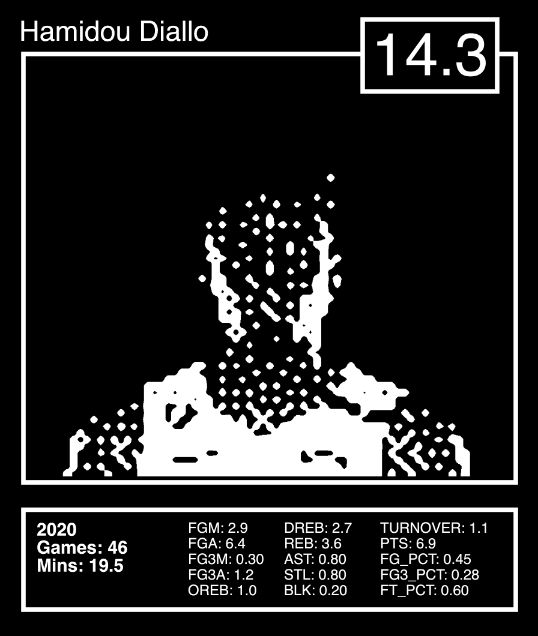 Hamidou Diallo
14.3
2020
Games: 46
Mins: 19.5
FGM: 2.9
FGA: 6.4
FG3M: 0.30
FG3A: 1.2
OREB: 1.0
DREB: 2.7
REB: 3.6
AST: 0.80
STL: 0.80
BLK: 0.20
TURNOVER: 1.1
PTS: 6.9
FG_PCT: 0.45
FG3_PCT: 0.28
FT_PCT: 0.60